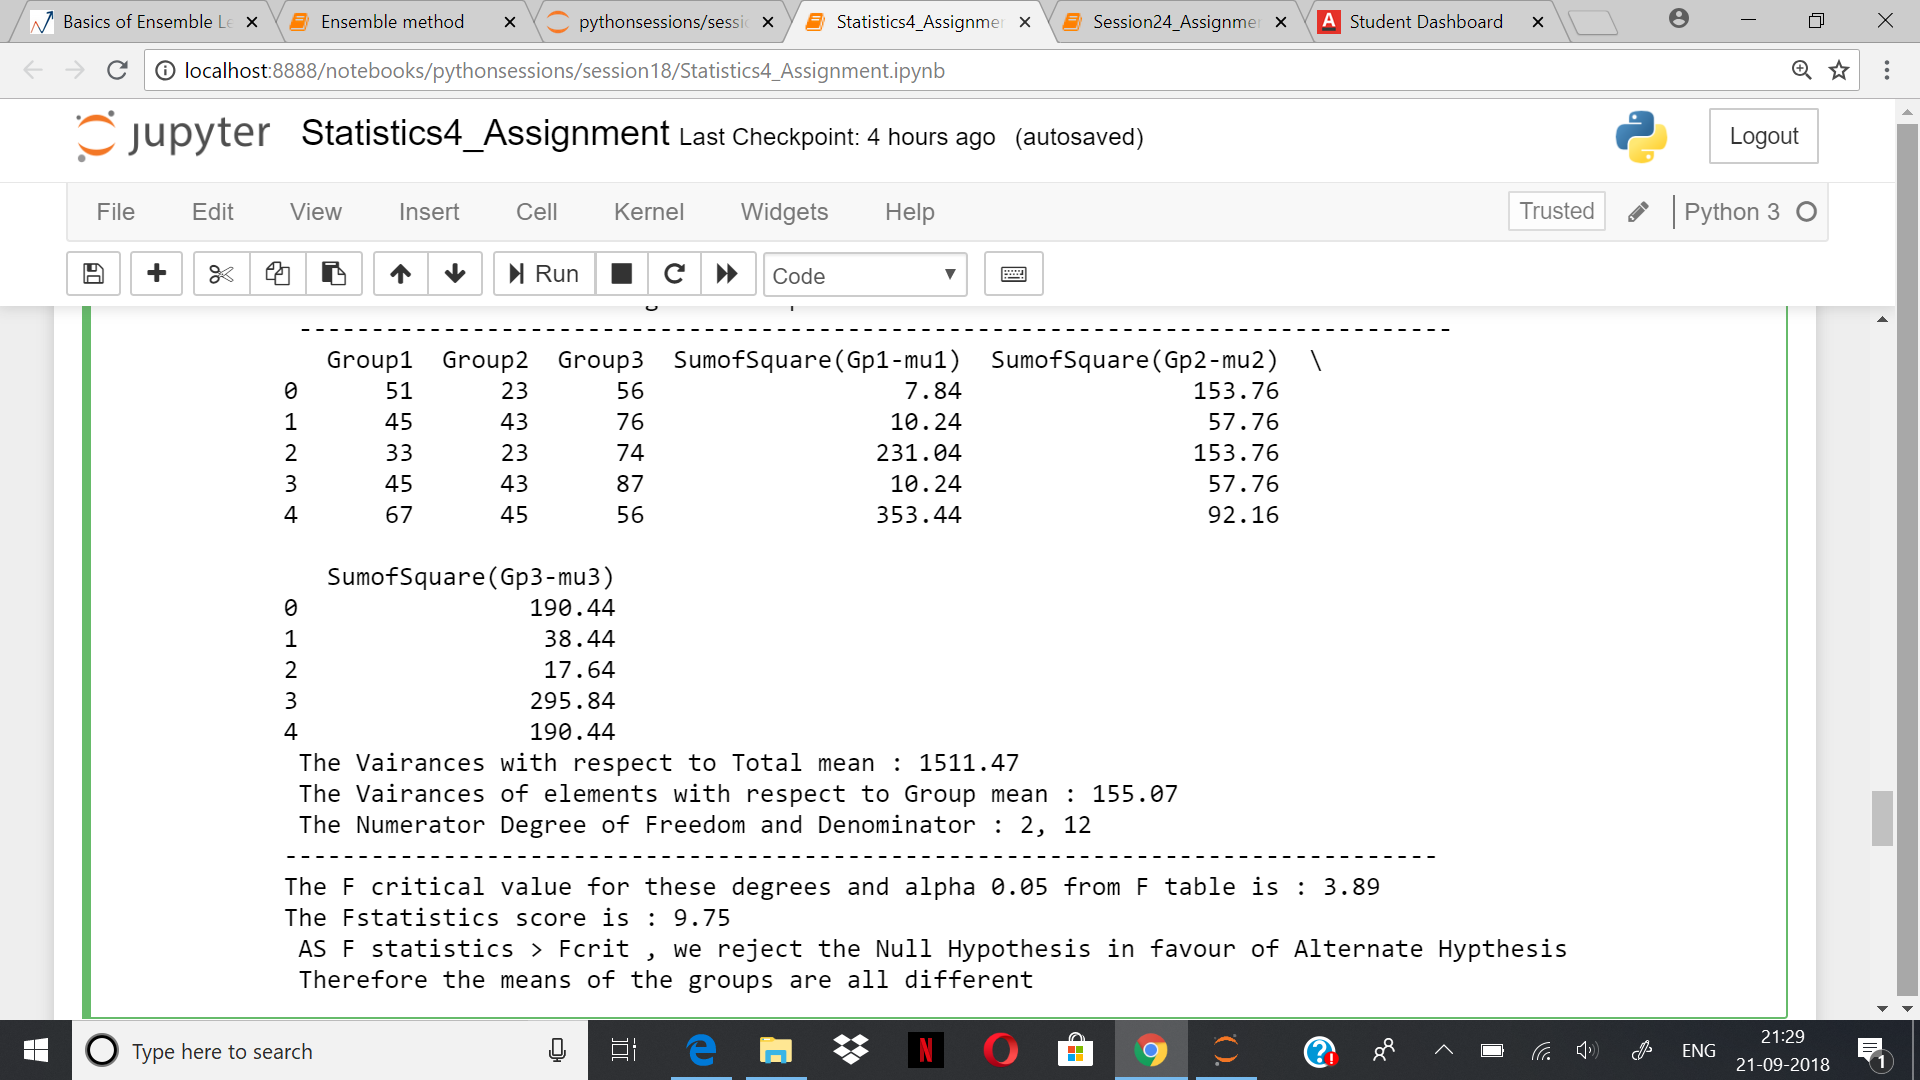 Basics of Ensemble Le
Ensemble method
pythonsessions/sessi
Statistics4_Assignmen
Session24_Assignmen
A Student Dashboard
localhost:8888/notebooks/pythonsessions/session18/Statistics4_Assignment.ipynb
jupyter Statistics4_Assignment Last Checkpoint: 4 hours ago (autosaved)
Logout
File Edit View Insert Cell Kernel Widgets Help
Trusted Python 3
Run Code
--------------------------------------------------------------------------------
Group1 Group2 Group3 SumofSquare(Gp1-mu1) SumofSquare(Gp2-mu2) \
0 51 23 56 7.84 153.76
1 45 43 76 10.24 57.76
2 33 23 74 231.04 153.76
3 45 43 87 10.24 57.76
4 67 45 56 353.44 92.16
SumofSquare(Gp3-mu3)
0 190.44
1 38.44
2 17.64
3 295.84
4 190.44
The Vairances with respect to Total mean : 1511.47
The Vairances of elements with respect to Group mean : 155.07
The Numerator Degree of Freedom and Denominator : 2, 12
--------------------------------------------------------------------------------
The F critical value for these degrees and alpha 0.05 from F table is : 3.89
The Fstatistics score is : 9.75
AS F statistics > Fcrit , we reject the Null Hypothesis in favour of Alternate Hypthesis
Therefore the means of the groups are all different
Type here to search
N
ENG
21:29
21-09-2018
1